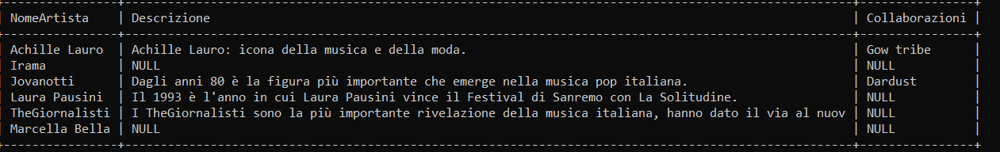 NomeArtista | Descrizione | Collaborazioni |
Achille Lauro | Achille Lauro: icona della musica e della moda. | Gow tribe |
Irama | NULL | NULL |
Jovanotti | Dagli anni 80 è la figura più importante che emerge nella musica pop italiana. | Dardust |
Laura Pausini | Il 1993 è l'anno in cui Laura Pausini vince il Festival di Sanremo con La Solitudine. | NULL |
TheGiornalisti | I TheGiornalisti sono la più importante rivelazione della musica italiana, hanno dato il via al nuov | NULL |
Marcella Bella | NULL | NULL |